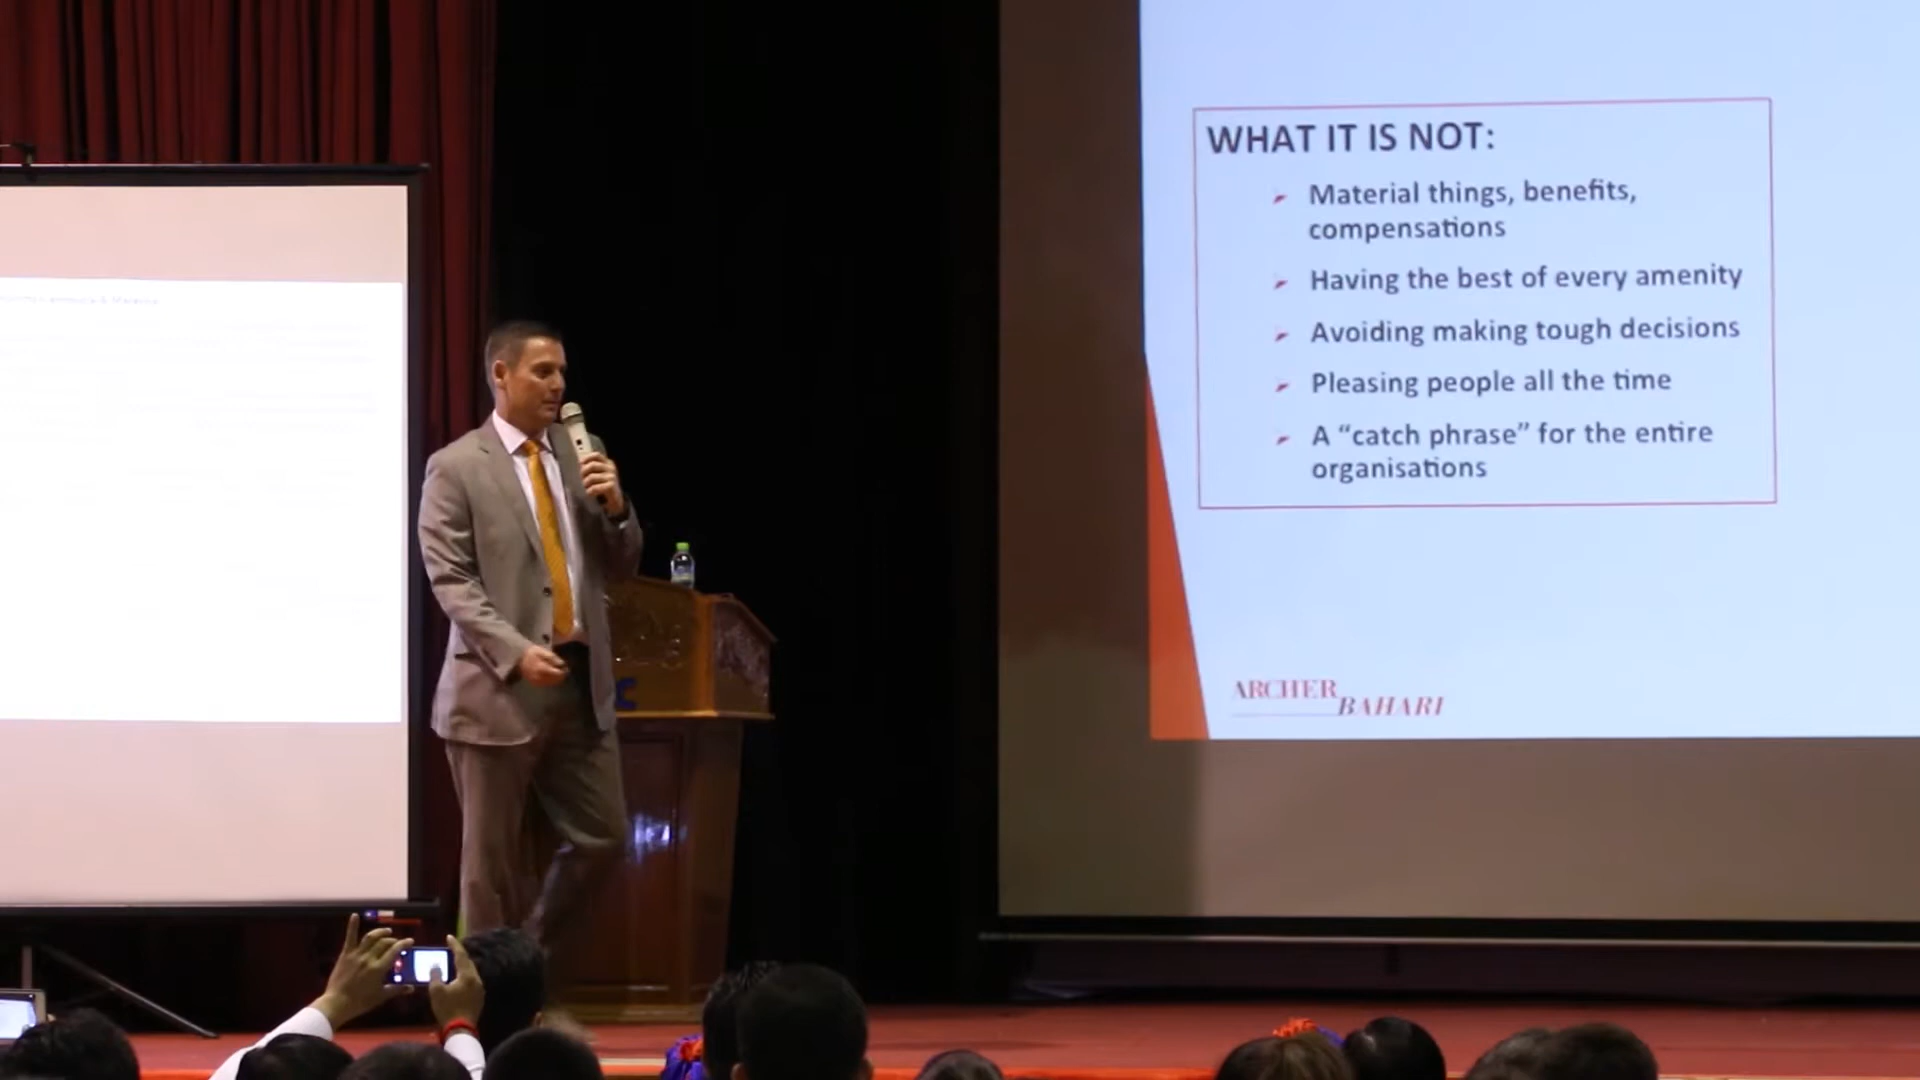 WHAT IT IS NOT:
Material things, benefits,
compensations
Having the best of every amenity
Avoiding making tough decisions
Pleasing people all the time
A “catch phrase” for the entire
organisations
ARCHER
BAHARI